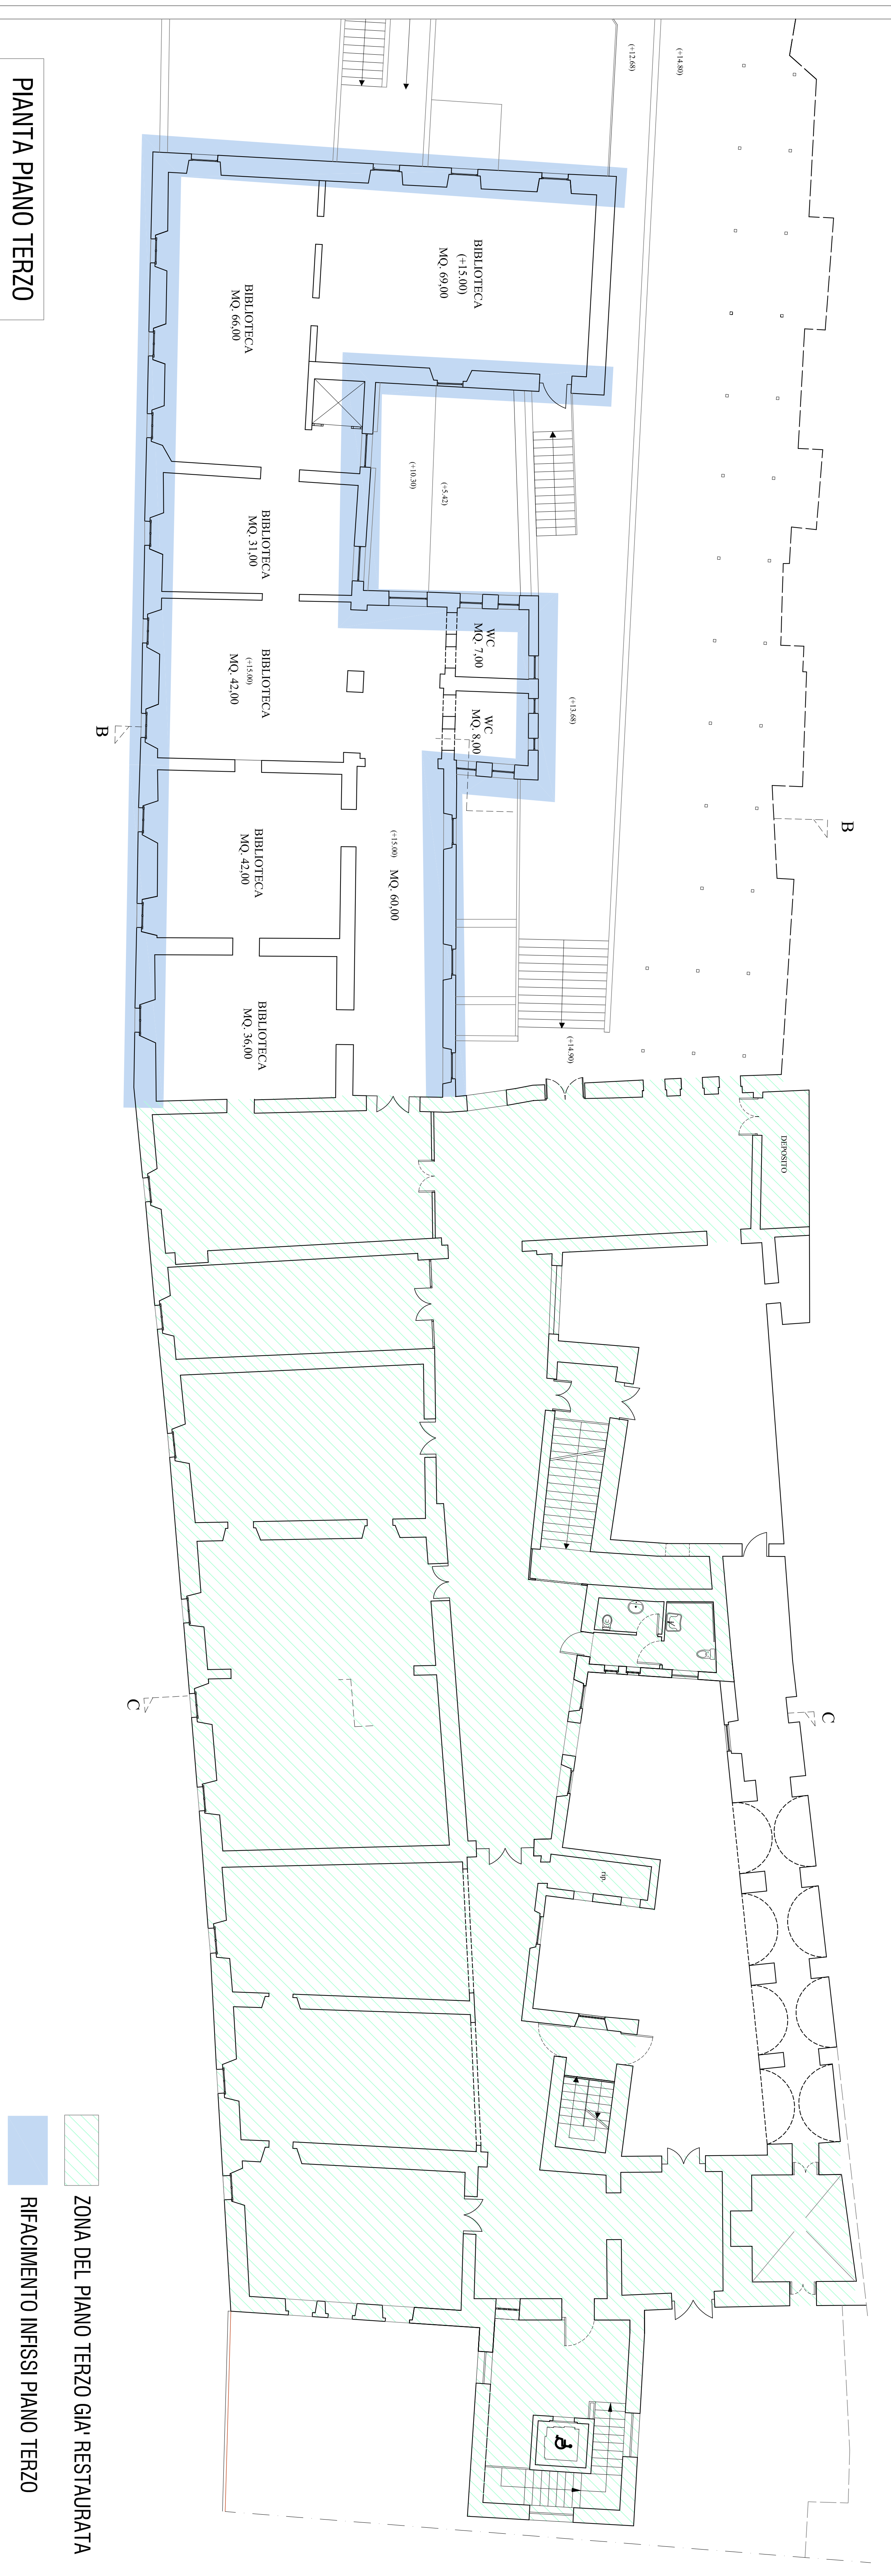 PIANTA PIANO TERZO
(+12.68)
(+14.80)
BIBLIOTECA
(+15.00)
MQ. 69,00
BIBLIOTECA
MQ. 66,00
(+10.30)
(+5.42)
BIBLIOTECA
MQ. 31,00
WC
MQ. 7,00
BIBLIOTECA
(+15.00)
MQ. 42,00
WC
MQ. 8,00
(+13.68)
B
B
BIBLIOTECA
MQ. 42,00
(+15.00) MQ. 60,00
BIBLIOTECA
MQ. 36,00
(+14.90)
DEPOSITO
C
C
rip.
ZONA DEL PIANO TERZO GIA' RESTAURATA
RIFACIMENTO INFISSI PIANO TERZO